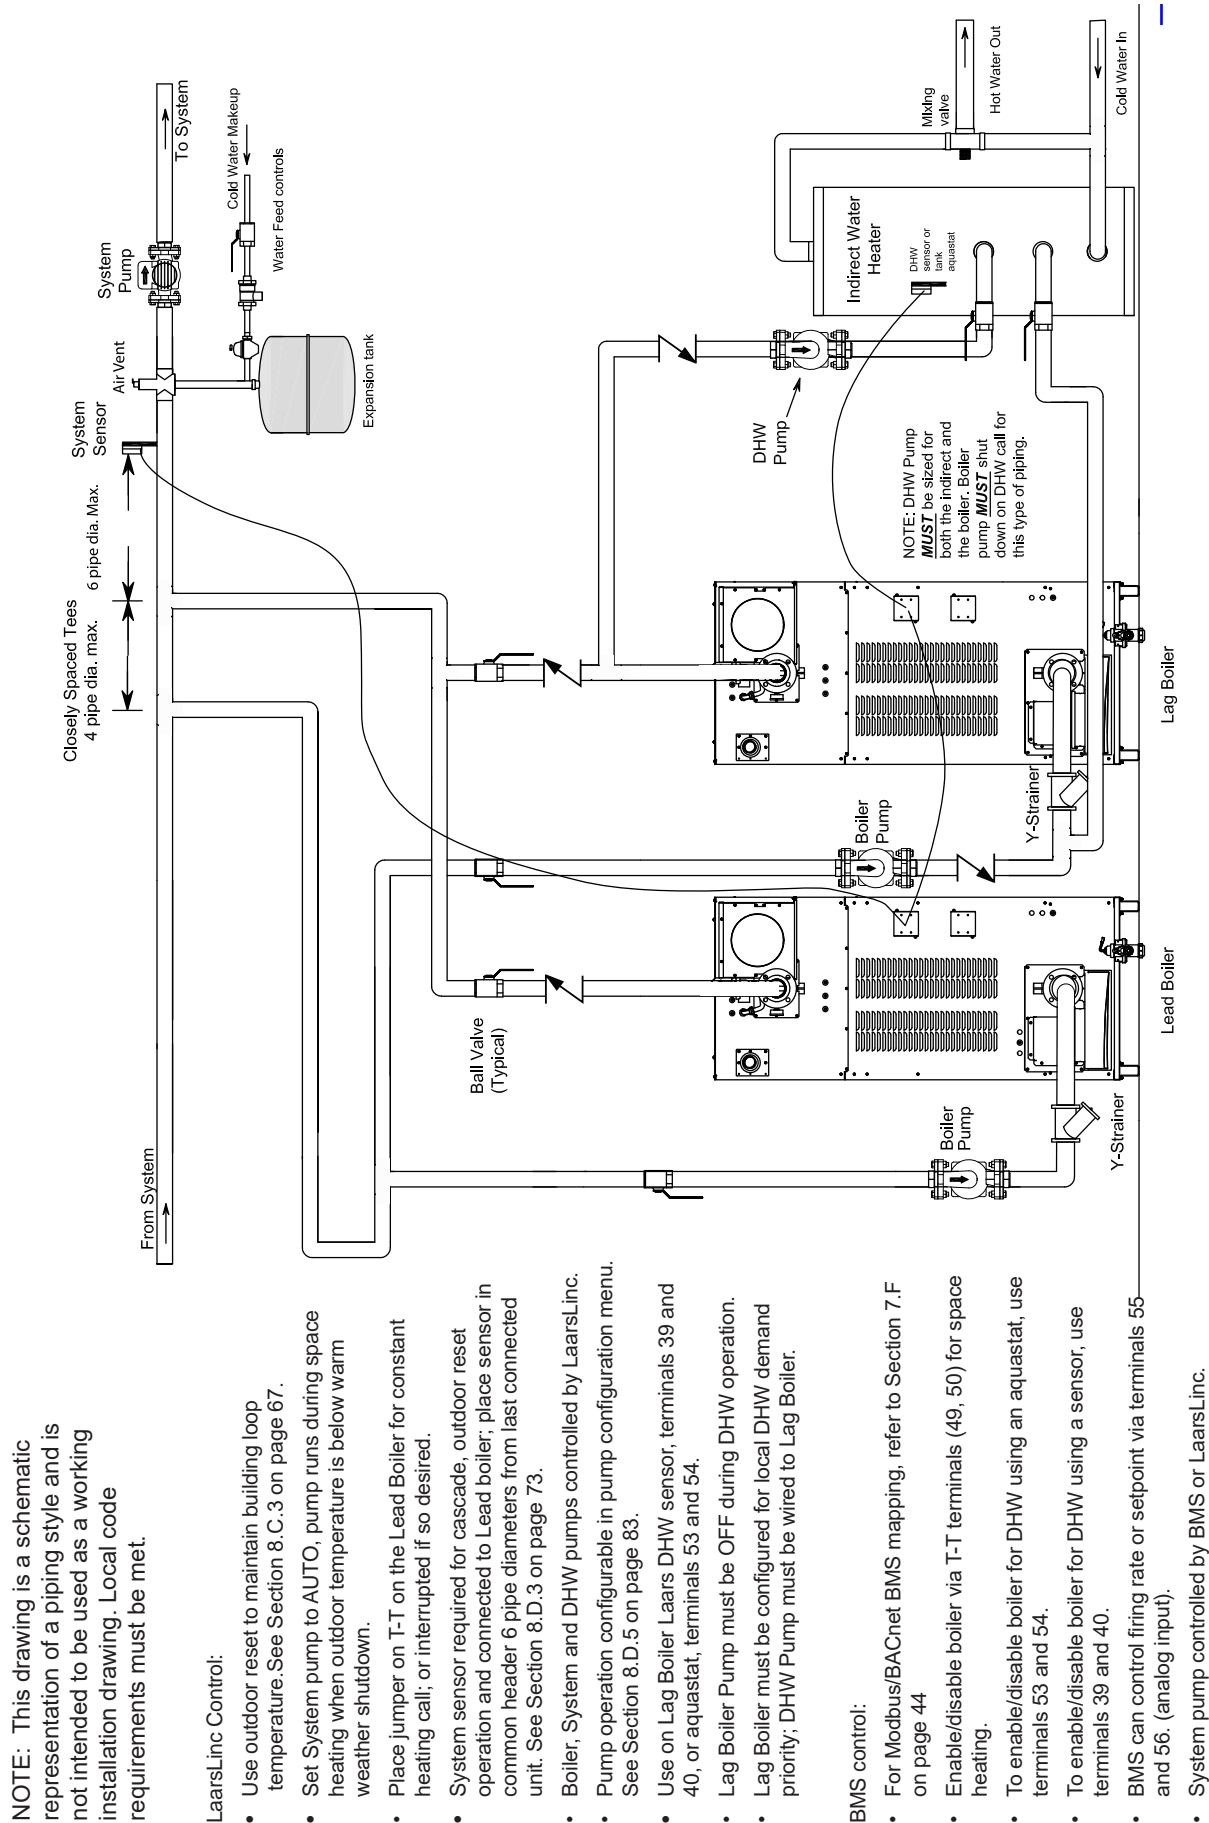 NOTE:  This drawing is a schematic
representation of a piping style and is
not intended to be used as a working
installation drawing. Local code
requirements must be met.
LaarsLinc Control:
• Use outdoor reset to maintain building loop
temperature.See Section 8.C.3 on page 67.
• Set System pump to AUTO, pump runs during space
heating when outdoor temperature is below warm
weather shutdown.
• Place jumper on T-T on the Lead Boiler for constant
heating call; or interrupted if so desired.
• System sensor required for cascade, outdoor reset
operation and connected to Lead boiler; place sensor in
common header 6 pipe diameters from last connected
unit. See Section 8.D.3 on page 73.
• Boiler, System and DHW pumps controlled by LaarsLinc.
• Pump operation configurable in pump configuration menu.
See Section 8.D.5 on page 83.
• Use on Lag Boiler Laars DHW sensor, terminals 39 and
40, or aquastat, terminals 53 and 54.
• Lag Boiler Pump must be OFF during DHW operation.
• Lag Boiler must be configured for local DHW demand
priority; DHW Pump must be wired to Lag Boiler.
BMS control:
• For Modbus/BACnet BMS mapping, refer to Section 7.F
on page 44
• Enable/disable boiler via T-T terminals (49, 50) for space
heating.
• To enable/disable boiler for DHW using an aquastat, use
terminals 53 and 54.
• To enable/disable boiler for DHW using a sensor, use
terminals 39 and 40.
• BMS can control firing rate or setpoint via terminals 55
and 56. (analog input).
• System pump controlled by BMS or LaarsLinc.
From System
Closely Spaced Tees
4 pipe dia. max.
6 pipe dia. Max.
System
Sensor
Air Vent
System
Pump
To System
Cold Water Makeup
Water Feed controls
Expansion tank
Ball Valve
(Typical)
Boiler
Pump
Y-Strainer
Lead Boiler
Boiler
Pump
Y-Strainer
Lag Boiler
DHW
Pump
NOTE: DHW Pump
MUST be sized for
both the indirect and
the boiler. Boiler
pump MUST shut
down on DHW call for
this type of piping.
Indirect Water
Heater
DHW
sensor or
tank
aquastat
MIxIng
valve
Hot Water Out
Cold Water In